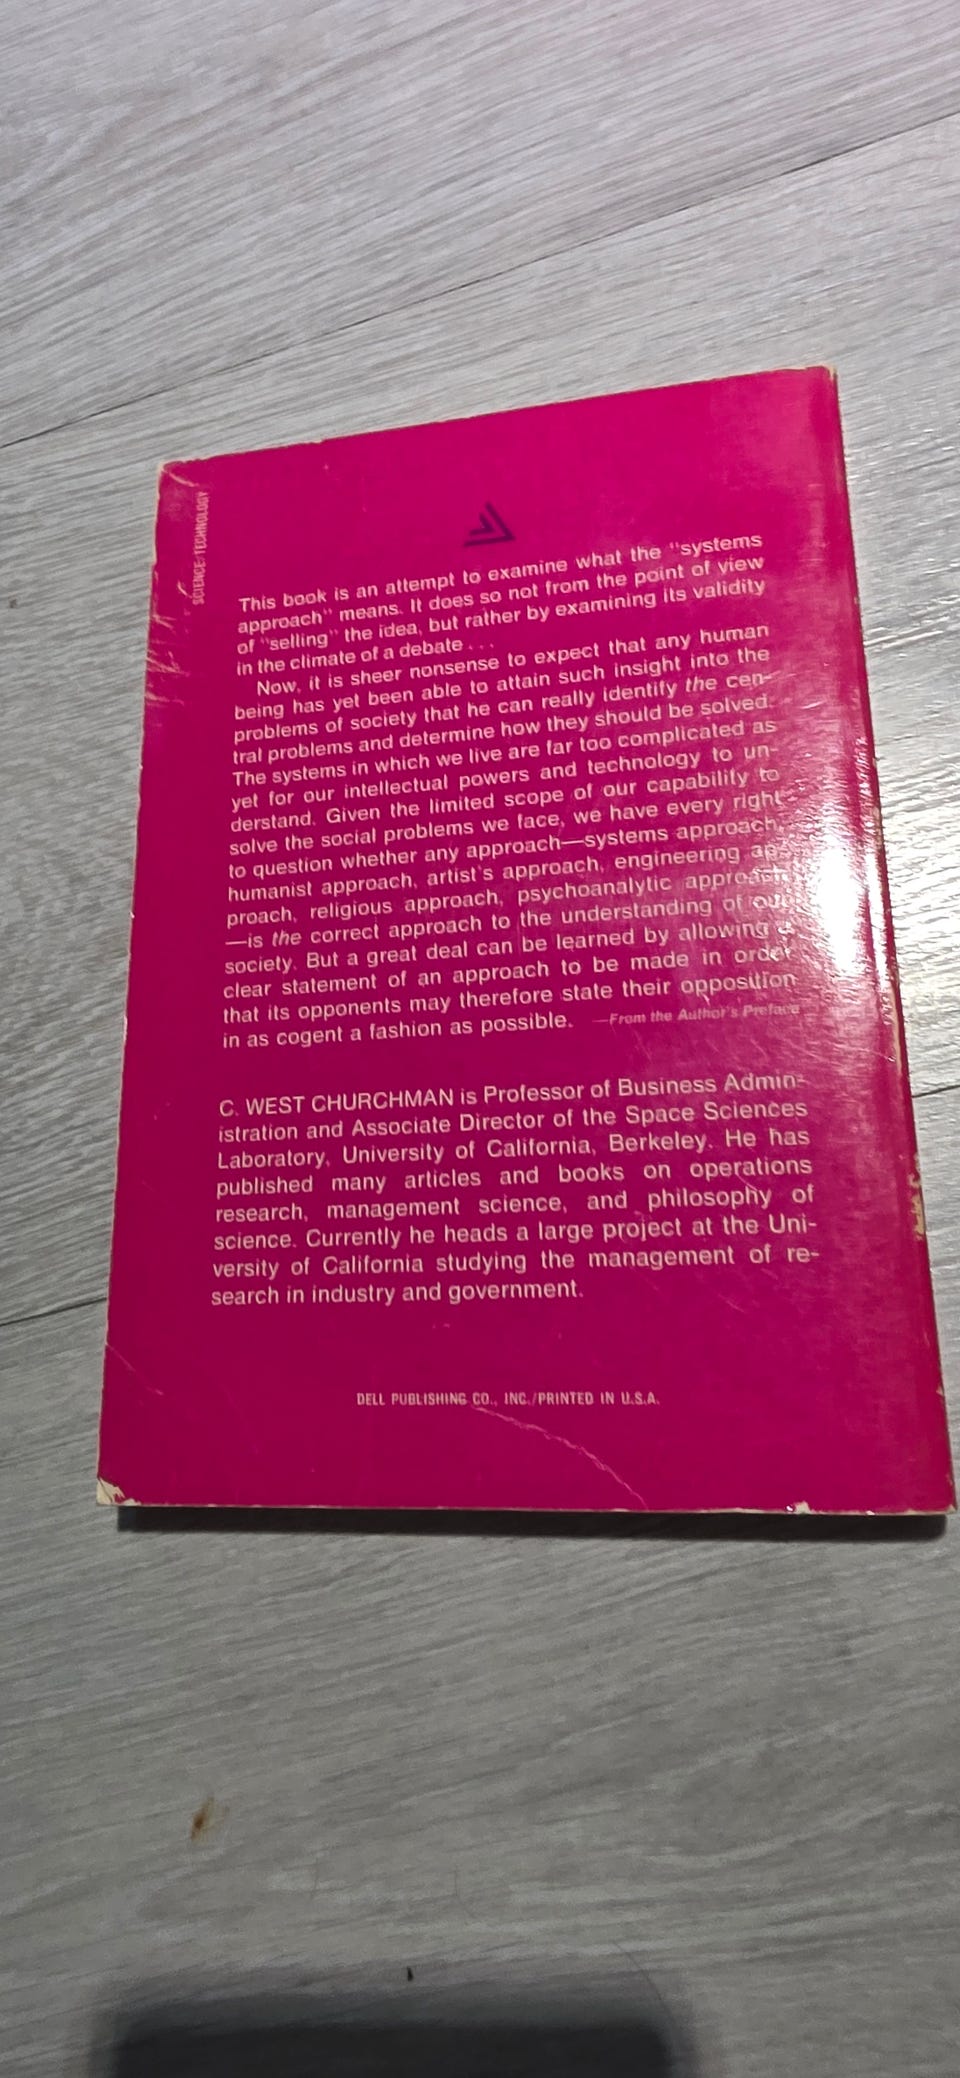 SCIENCE/TECHNOLOGY
This book is an attempt to examine what the "systems
approach" means. It does so not from the point of view
of "selling" the idea, but rather by examining its validity
in the climate of a debate . . .
Now, it is sheer nonsense to expect that any human
being has yet been able to attain such insight into the
problems of society that he can really identify the cen-
tral problems and determine how they should be solved.
The systems in which we live are far too complicated as
yet for our intellectual powers and technology to un-
derstand. Given the limited scope of our capability to
solve the social problems we face, we have every right
to question whether any approach—systems approach,
humanist approach, artist's approach, engineering ap-
proach, religious approach, psychoanalytic approach
—is the correct approach to the understanding of our
society. But a great deal can be learned by allowing a
clear statement of an approach to be made in order
that its opponents may therefore state their opposition
in as cogent a fashion as possible. —From the Author's Preface
C. WEST CHURCHMAN is Professor of Business Admin-
istration and Associate Director of the Space Sciences
Laboratory, University of California, Berkeley. He has
published many articles and books on operations
research, management science, and philosophy of
science. Currently he heads a large project at the Uni-
versity of California studying the management of re-
search in industry and government.
DELL PUBLISHING CO., INC./PRINTED IN U.S.A.